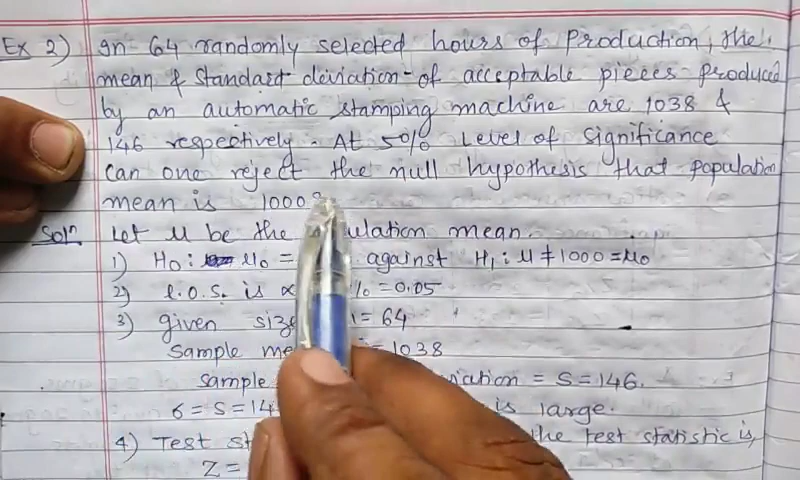 Ex 2) In 64 randomly selected hours of Production, the
mean & Standard deviation of acceptable pieces Produced
by an automatic stamping machine are 1038 &
146 respectively. At 5% Level of significance
can one reject the null hypothesis that population
mean is 1000?
Soln Let μ be the ulation mean.
1) H₀: μ₀ = against H₁: μ ≠ 1000 = μ₀
2) l.o.s. is α % = 0.05
3) given size = 64
Sample me = 1038
Sample iation = S = 146.
σ = S = 14 is large.
4) Test st the test statistic is,
Z =